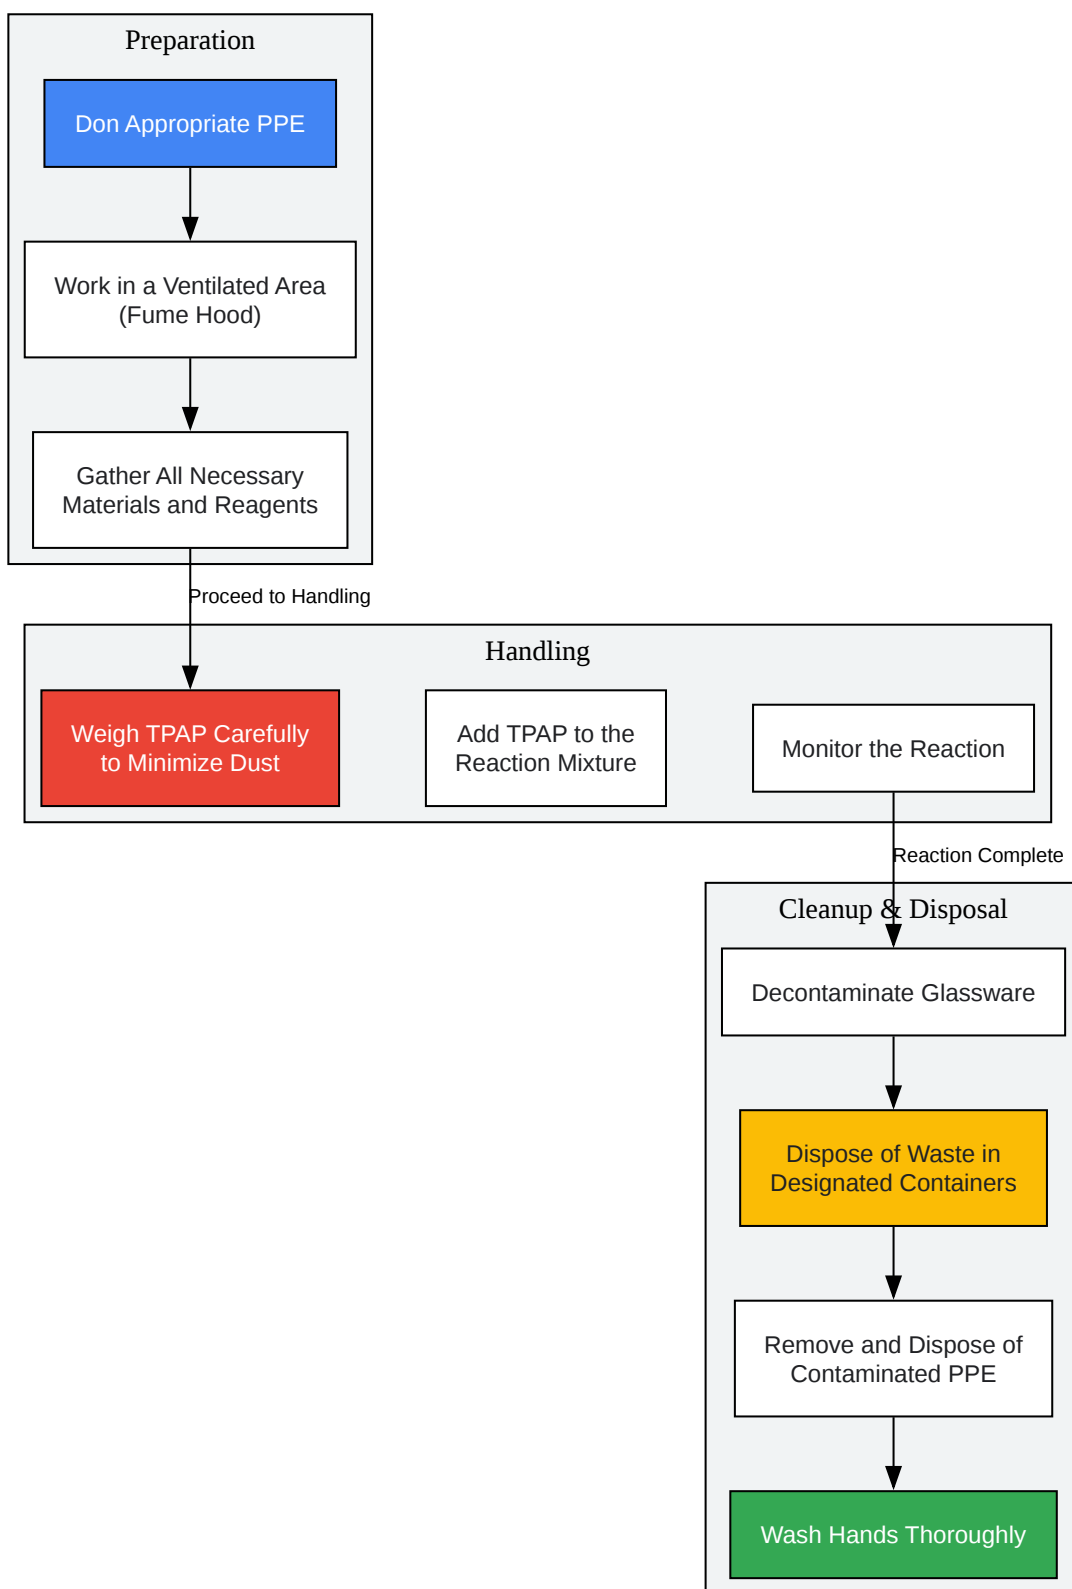 Preparation
Don Appropriate PPE
Work in a Ventilated Area
(Fume Hood)
Gather All Necessary
Materials and Reagents
Proceed to Handling
Handling
Weigh TPAP Carefully
to Minimize Dust
Add TPAP to the
Reaction Mixture
Monitor the Reaction
Reaction Complete
Cleanup & Disposal
Decontaminate Glassware
Dispose of Waste in
Designated Containers
Remove and Dispose of
Contaminated PPE
Wash Hands Thoroughly